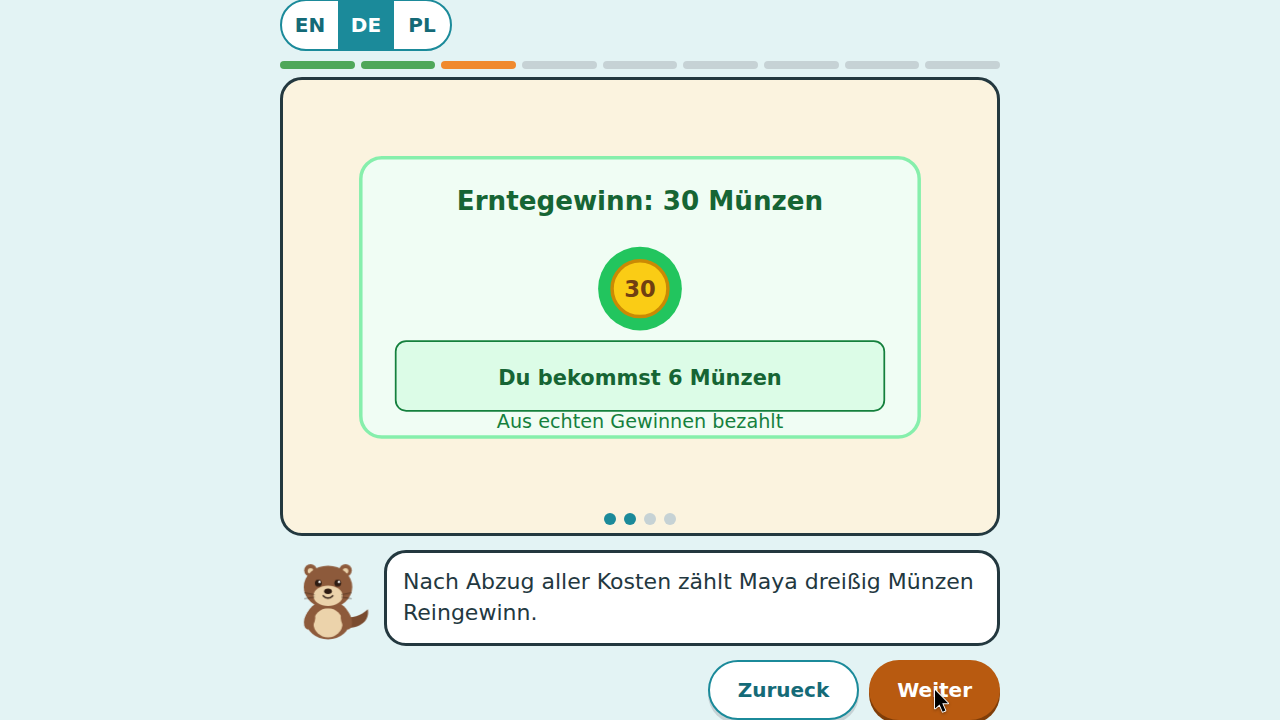 EN DE PL
Erntegewinn: 30 Münzen
30
Du bekommst 6 Münzen
Aus echten Gewinnen bezahlt
Nach Abzug aller Kosten zählt Maya dreißig Münzen
Reingewinn.
Zurueck Weiter